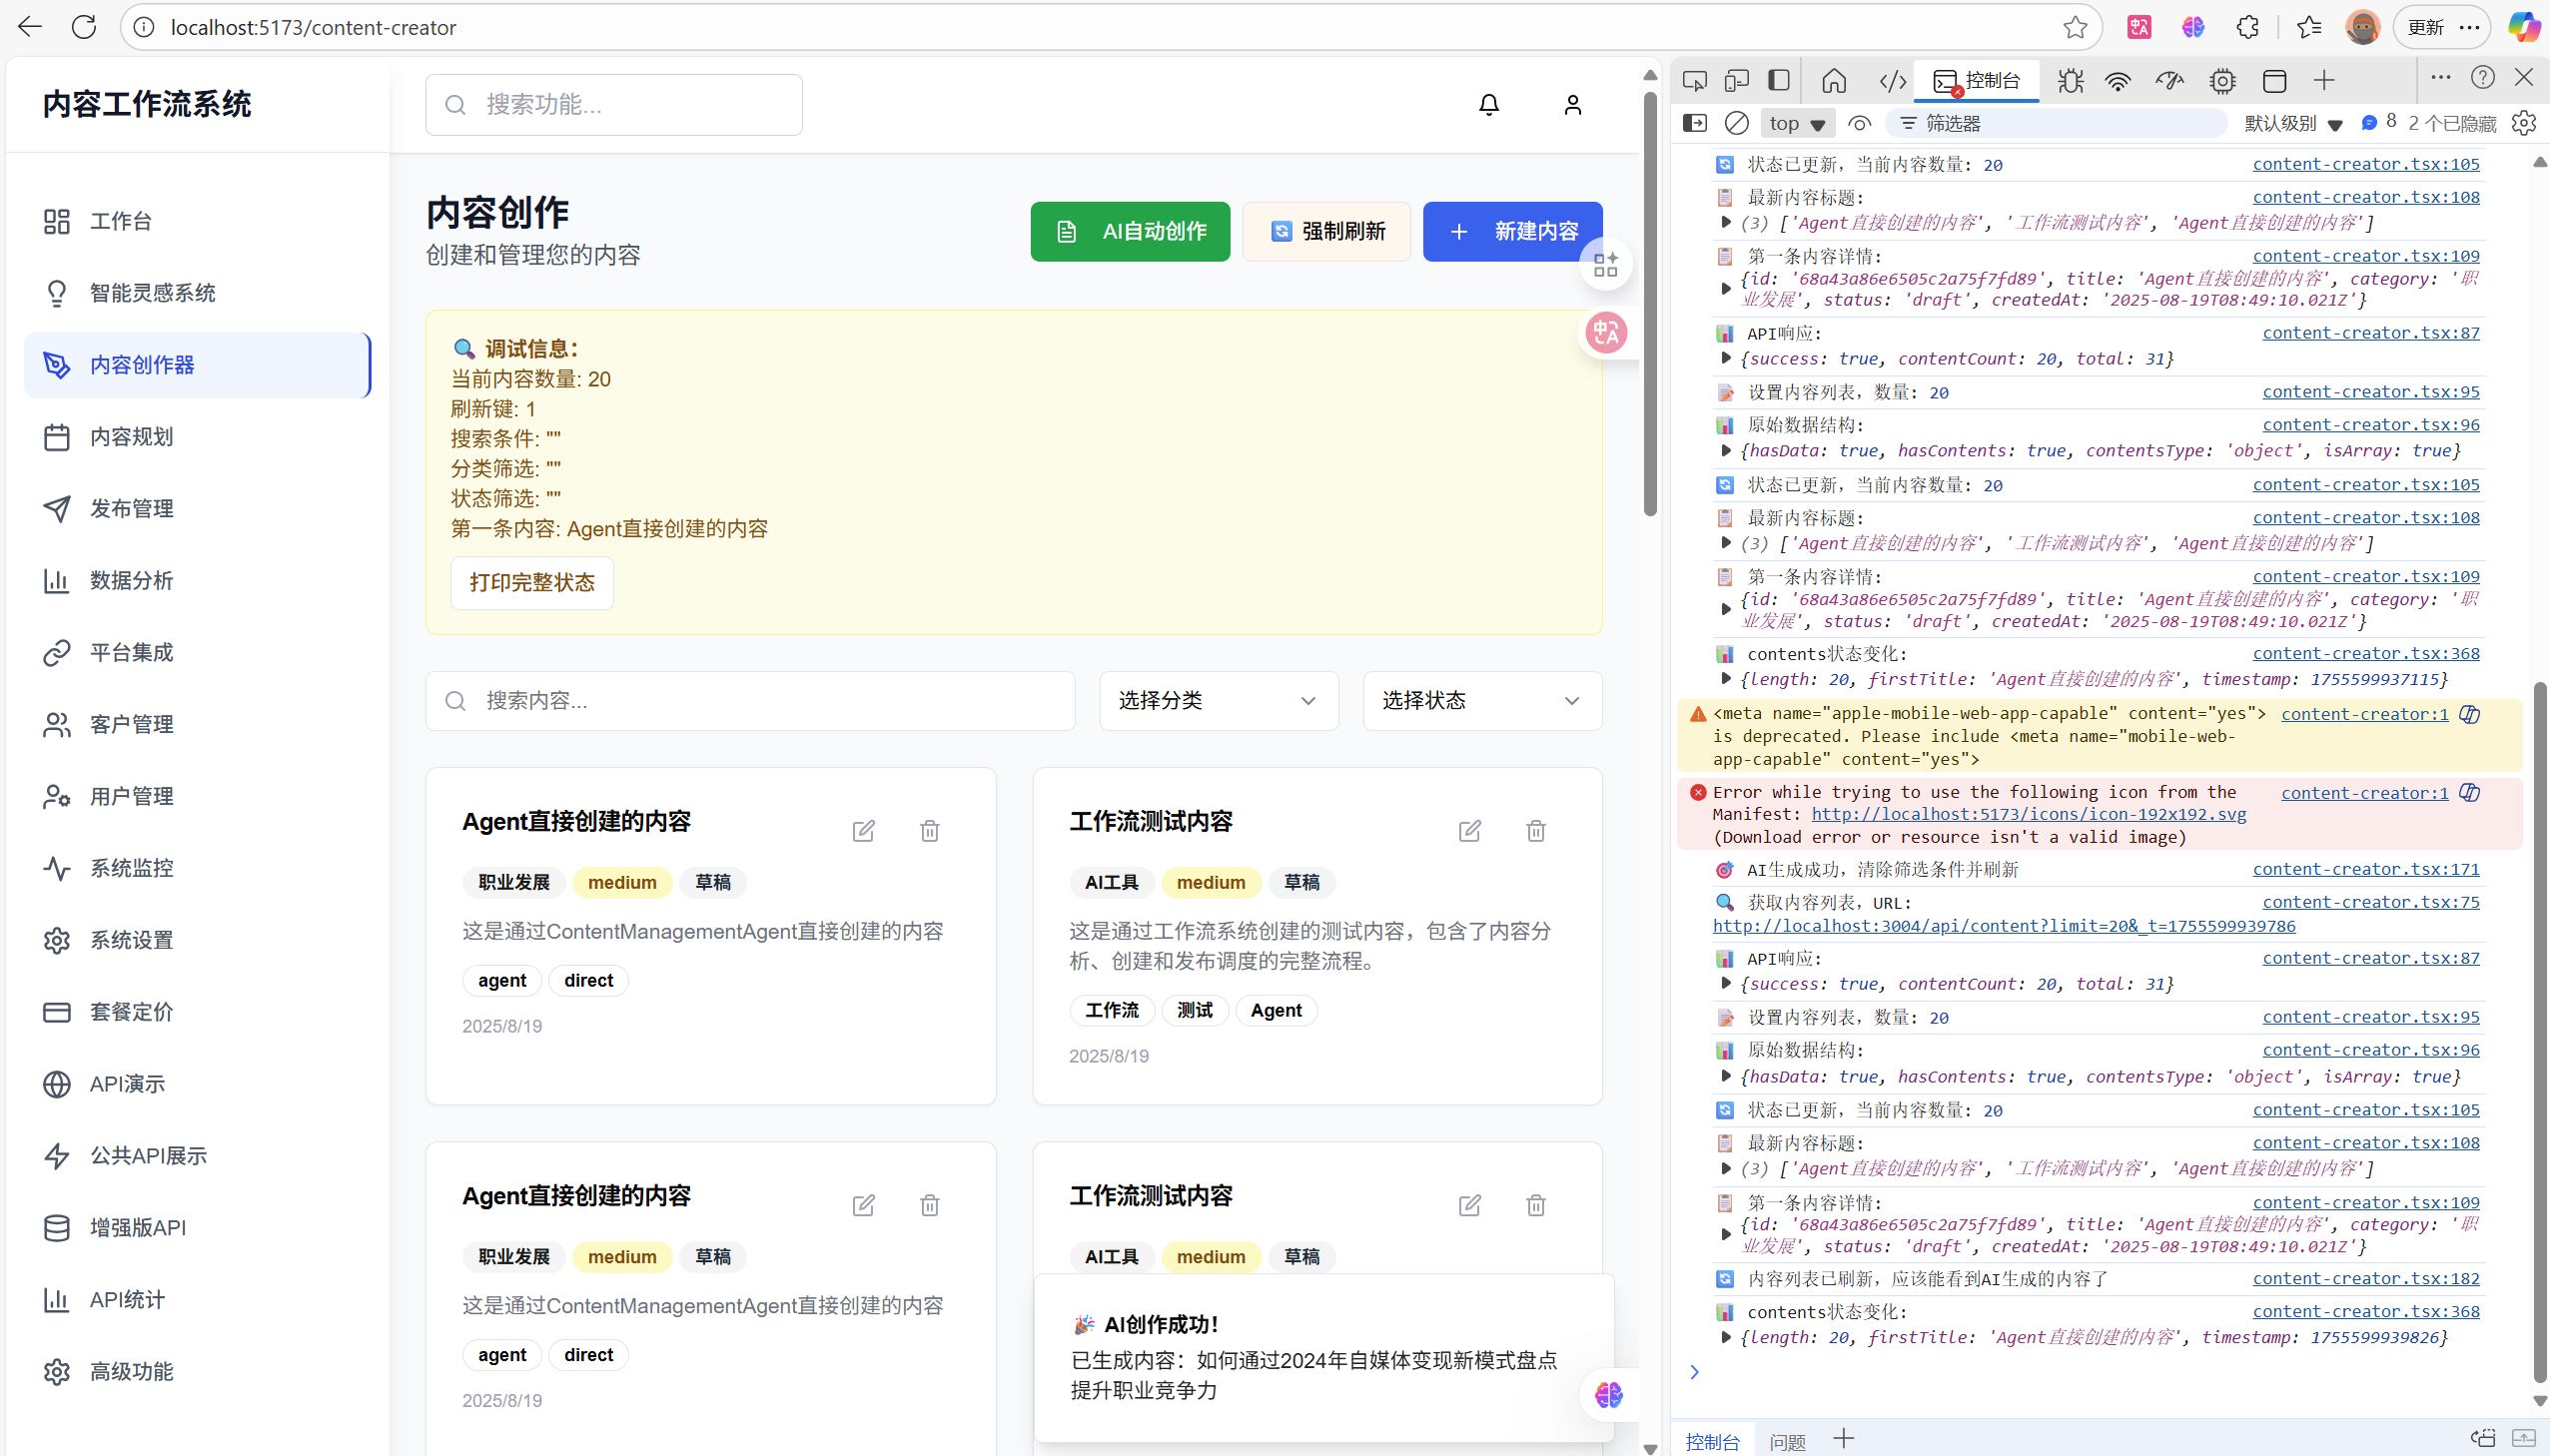 localhost:5173/content-creator
更新
内容工作流系统
搜索功能...
工作台
智能灵感系统
内容创作器
内容规划
发布管理
数据分析
平台集成
客户管理
用户管理
系统监控
系统设置
套餐定价
API演示
公共API展示
增强版API
API统计
高级功能
内容创作
创建和管理您的内容
AI自动创作
强制刷新
新建内容
调试信息：
当前内容数量: 20
刷新键: 1
搜索条件: ""
分类筛选: ""
状态筛选: ""
第一条内容: Agent直接创建的内容
打印完整状态
搜索内容...
选择分类
选择状态
Agent直接创建的内容
职业发展 medium 草稿
这是通过ContentManagementAgent直接创建的内容
agent direct
2025/8/19
工作流测试内容
AI工具 medium 草稿
这是通过工作流系统创建的测试内容，包含了内容分
析、创建和发布调度的完整流程。
工作流 测试 Agent
2025/8/19
Agent直接创建的内容
职业发展 medium 草稿
这是通过ContentManagementAgent直接创建的内容
agent direct
2025/8/19
工作流测试内容
AI工具 medium 草稿
🎉 AI创作成功！
已生成内容：如何通过2024年自媒体变现新模式盘点
提升职业竞争力
控制台
top
筛选器
默认级别
8
2 个已隐藏
状态已更新，当前内容数量: 20 content-creator.tsx:105
最新内容标题: content-creator.tsx:108
(3) ['Agent直接创建的内容', '工作流测试内容', 'Agent直接创建的内容']
第一条内容详情: content-creator.tsx:109
{id: '68a43a86e6505c2a75f7fd89', title: 'Agent直接创建的内容', category: '职
业发展', status: 'draft', createdAt: '2025-08-19T08:49:10.021Z'}
API响应: content-creator.tsx:87
{success: true, contentCount: 20, total: 31}
设置内容列表，数量: 20 content-creator.tsx:95
原始数据结构: content-creator.tsx:96
{hasData: true, hasContents: true, contentsType: 'object', isArray: true}
状态已更新，当前内容数量: 20 content-creator.tsx:105
最新内容标题: content-creator.tsx:108
(3) ['Agent直接创建的内容', '工作流测试内容', 'Agent直接创建的内容']
第一条内容详情: content-creator.tsx:109
{id: '68a43a86e6505c2a75f7fd89', title: 'Agent直接创建的内容', category: '职
业发展', status: 'draft', createdAt: '2025-08-19T08:49:10.021Z'}
contents状态变化: content-creator.tsx:368
{length: 20, firstTitle: 'Agent直接创建的内容', timestamp: 1755599937115}
<meta name="apple-mobile-web-app-capable" content="yes"> content-creator:1
is deprecated. Please include <meta name="mobile-web-
app-capable" content="yes">
Error while trying to use the following icon from the content-creator:1
Manifest: http://localhost:5173/icons/icon-192x192.svg
(Download error or resource isn't a valid image)
AI生成成功，清除筛选条件并刷新 content-creator.tsx:171
获取内容列表，URL: content-creator.tsx:75
http://localhost:3004/api/content?limit=20&_t=1755599939786
API响应: content-creator.tsx:87
{success: true, contentCount: 20, total: 31}
设置内容列表，数量: 20 content-creator.tsx:95
原始数据结构: content-creator.tsx:96
{hasData: true, hasContents: true, contentsType: 'object', isArray: true}
状态已更新，当前内容数量: 20 content-creator.tsx:105
最新内容标题: content-creator.tsx:108
(3) ['Agent直接创建的内容', '工作流测试内容', 'Agent直接创建的内容']
第一条内容详情: content-creator.tsx:109
{id: '68a43a86e6505c2a75f7fd89', title: 'Agent直接创建的内容', category: '职
业发展', status: 'draft', createdAt: '2025-08-19T08:49:10.021Z'}
内容列表已刷新，应该能看到AI生成的内容了 content-creator.tsx:182
contents状态变化: content-creator.tsx:368
{length: 20, firstTitle: 'Agent直接创建的内容', timestamp: 1755599939826}
控制台 问题